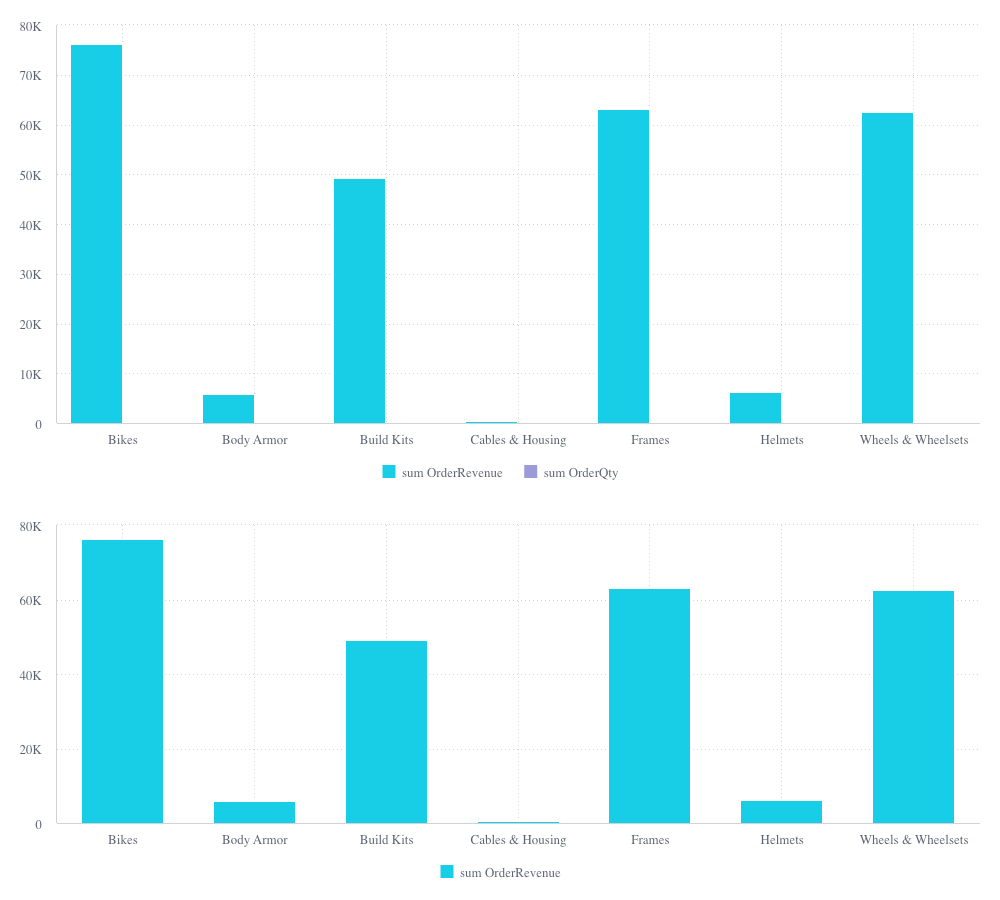 80K
70K
60K
50K
40K
30K
20K
10K
0
Bikes Body Armor Build Kits Cables & Housing Frames Helmets Wheels & Wheelsets
sum OrderRevenue sum OrderQty
80K
60K
40K
20K
0
Bikes Body Armor Build Kits Cables & Housing Frames Helmets Wheels & Wheelsets
sum OrderRevenue